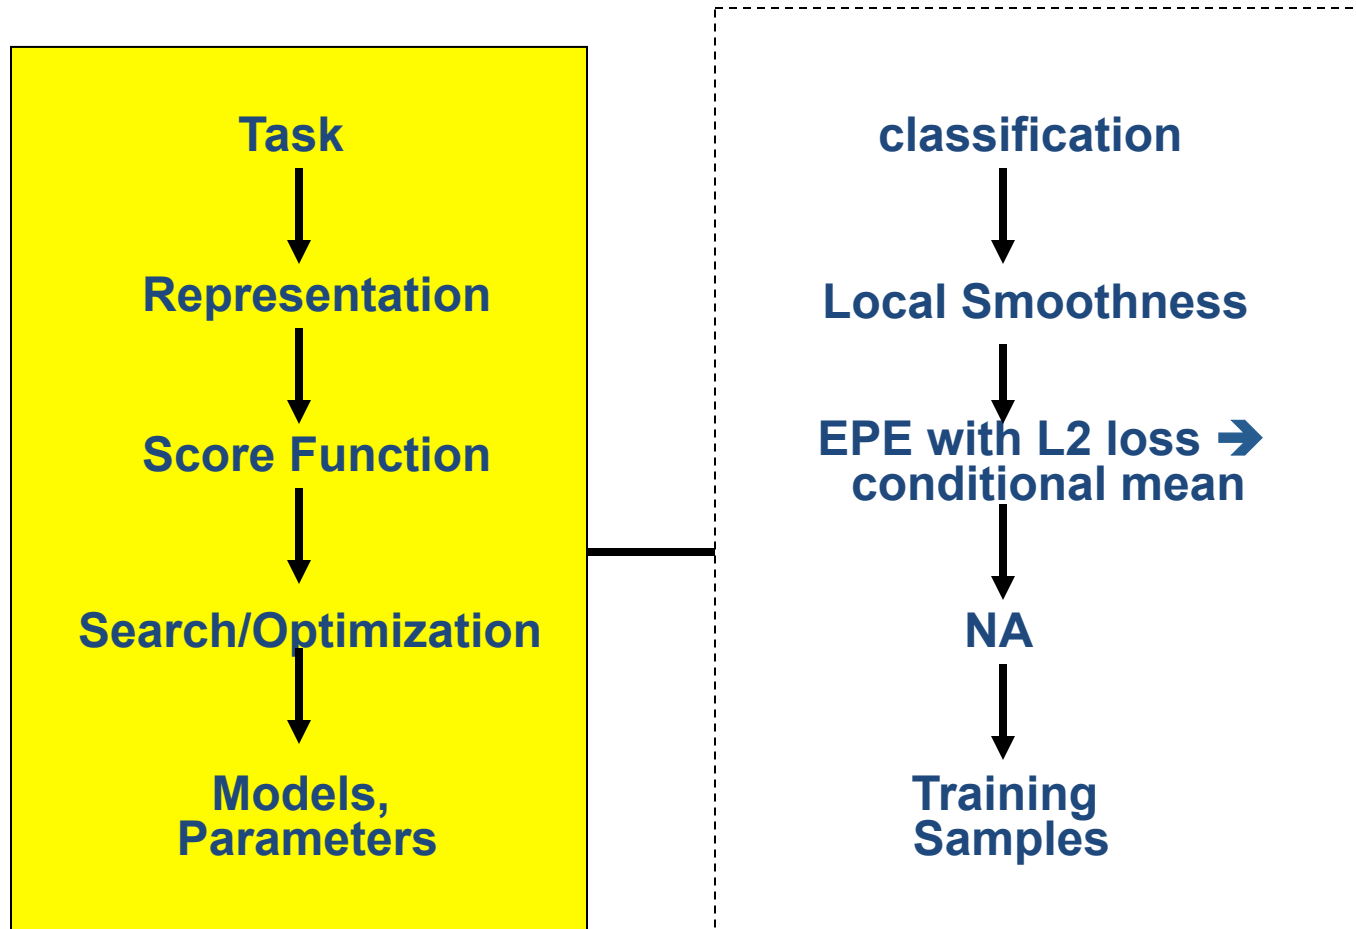 Task
Representation
Score Function
Search/Optimization
Models,
Parameters
classification
Local Smoothness
EPE with L2 loss ➔
conditional mean
NA
Training
Samples